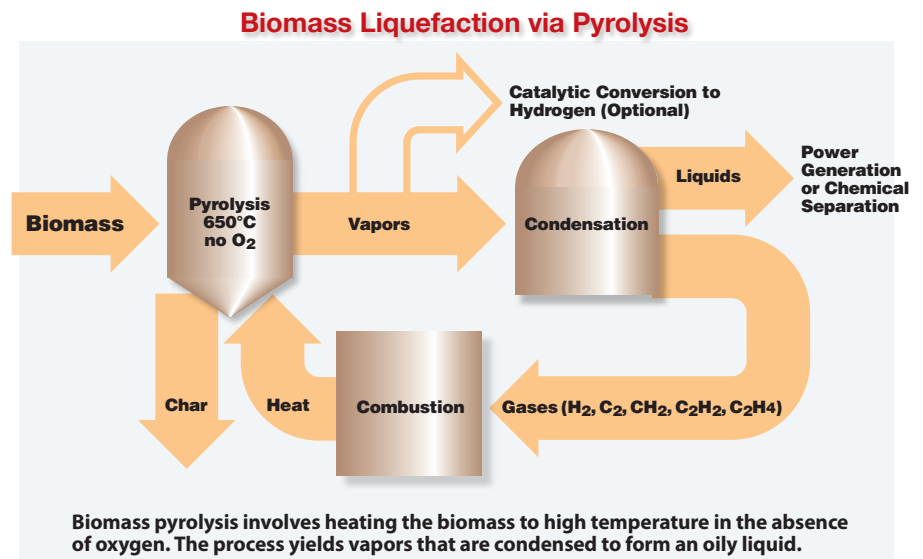 Biomass Liquefaction via Pyrolysis
Catalytic Conversion to
Hydrogen (Optional)
Biomass
Pyrolysis
650°C
no O₂
Vapors
Condensation
Liquids
Power
Generation
or Chemical
Separation
Char
Heat
Combustion
Gases (H₂, C₂, CH₂, C₂H₂, C₂H₄)
Biomass pyrolysis involves heating the biomass to high temperature in the absence
of oxygen. The process yields vapors that are condensed to form an oily liquid.